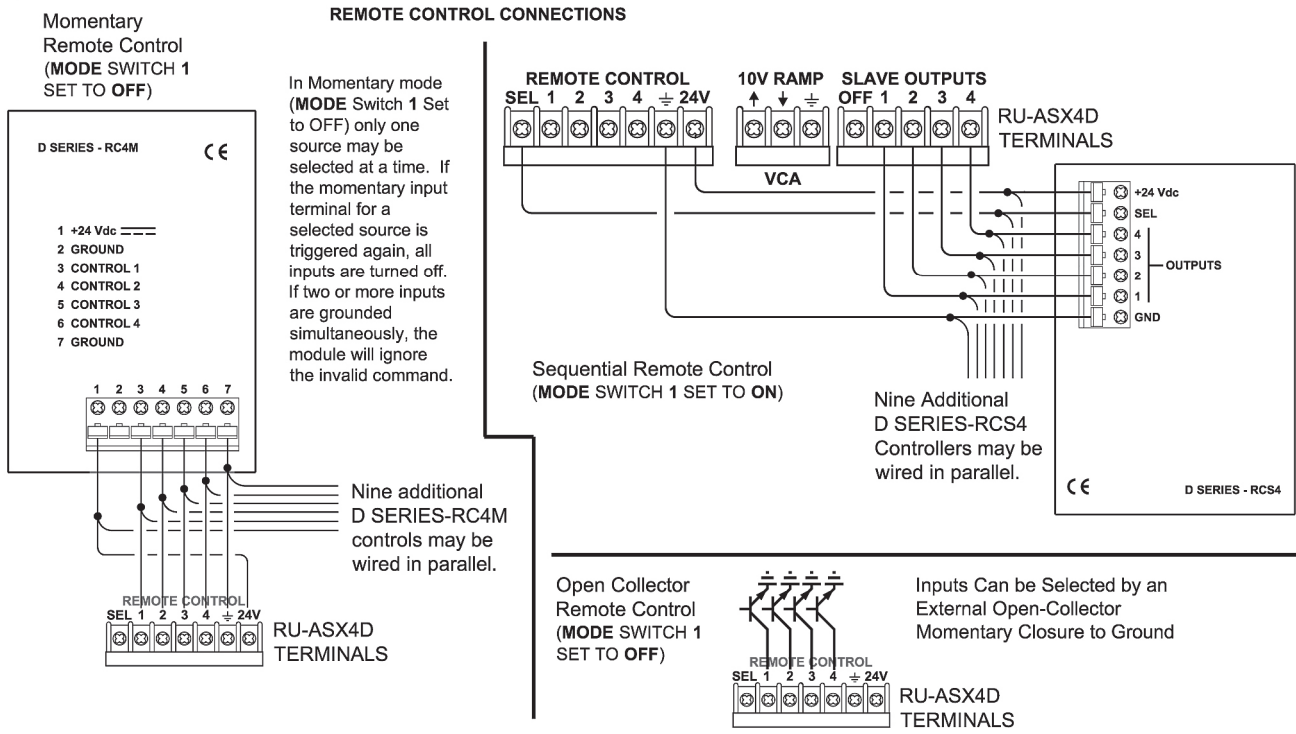 REMOTE CONTROL CONNECTIONS
Momentary
Remote Control
(MODE SWITCH 1
SET TO OFF)
D SERIES - RC4M
CE
1 +24 Vdc
2 GROUND
3 CONTROL 1
4 CONTROL 2
5 CONTROL 3
6 CONTROL 4
7 GROUND
1 2 3 4 5 6 7
In Momentary mode
(MODE Switch 1 Set
to OFF) only one
source may be
selected at a time. If
the momentary input
terminal for a
selected source is
triggered again, all
inputs are turned off.
If two or more inputs
are grounded
simultaneously, the
module will ignore
the invalid command.
Nine additional
D SERIES-RC4M
controls may be
wired in parallel.
REMOTE CONTROL
SEL 1 2 3 4 24V
RU-ASX4D
TERMINALS
REMOTE CONTROL
SEL 1 2 3 4 24V
10V RAMP
VCA
SLAVE OUTPUTS
OFF 1 2 3 4
RU-ASX4D
TERMINALS
+24 Vdc
SEL
4
3
2
1
GND
OUTPUTS
Sequential Remote Control
(MODE SWITCH 1 SET TO ON)
Nine Additional
D SERIES-RCS4
Controllers may be
wired in parallel.
CE
D SERIES - RCS4
Open Collector
Remote Control
(MODE SWITCH 1
SET TO OFF)
REMOTE CONTROL
SEL 1 2 3 4 24V
RU-ASX4D
TERMINALS
Inputs Can be Selected by an
External Open-Collector
Momentary Closure to Ground